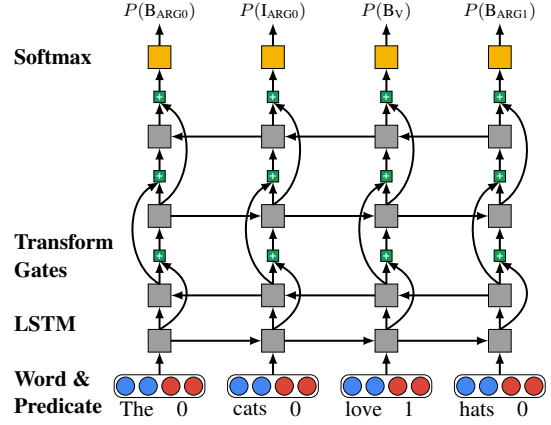 P(B_ARG0) P(I_ARG0) P(B_V) P(B_ARG1)
Softmax
+ + + +
+ + + +
Transform
Gates
+ + + +
LSTM
Word &
Predicate
The 0 cats 0 love 1 hats 0